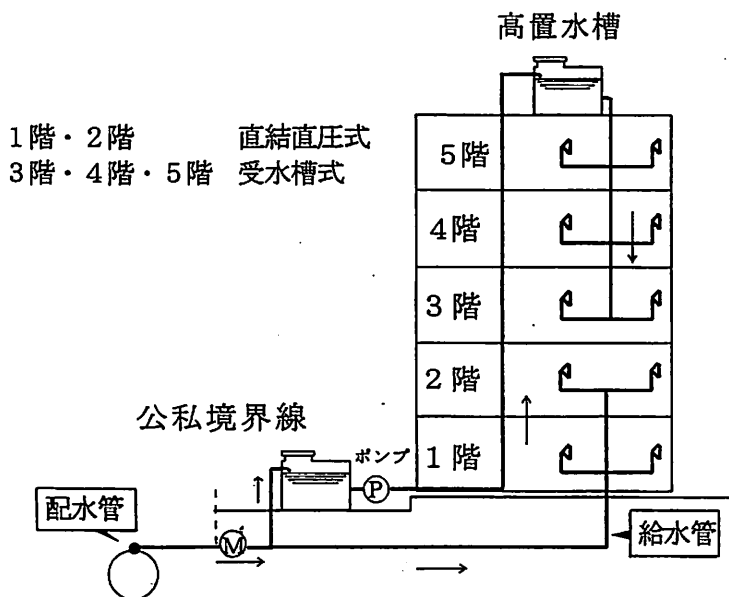 高置水槽
1階・2階 直結直圧式
3階・4階・5階 受水槽式
5階
4階
3階
2階
1階
公私境界線
ポンプ
P
配水管
M
給水管